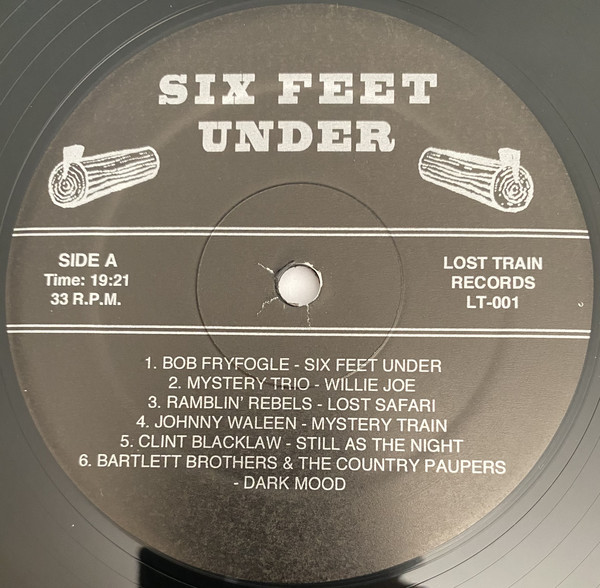 SIX FEET
UNDER
SIDE A
Time: 19:21
33 R.P.M.
LOST TRAIN
RECORDS
LT-001
1. BOB FRYFOGLE - SIX FEET UNDER
2. MYSTERY TRIO - WILLIE JOE
3. RAMBLIN' REBELS - LOST SAFARI
4. JOHNNY WALEEN - MYSTERY TRAIN
5. CLINT BLACKLAW - STILL AS THE NIGHT
6. BARTLETT BROTHERS & THE COUNTRY PAUPERS
- DARK MOOD